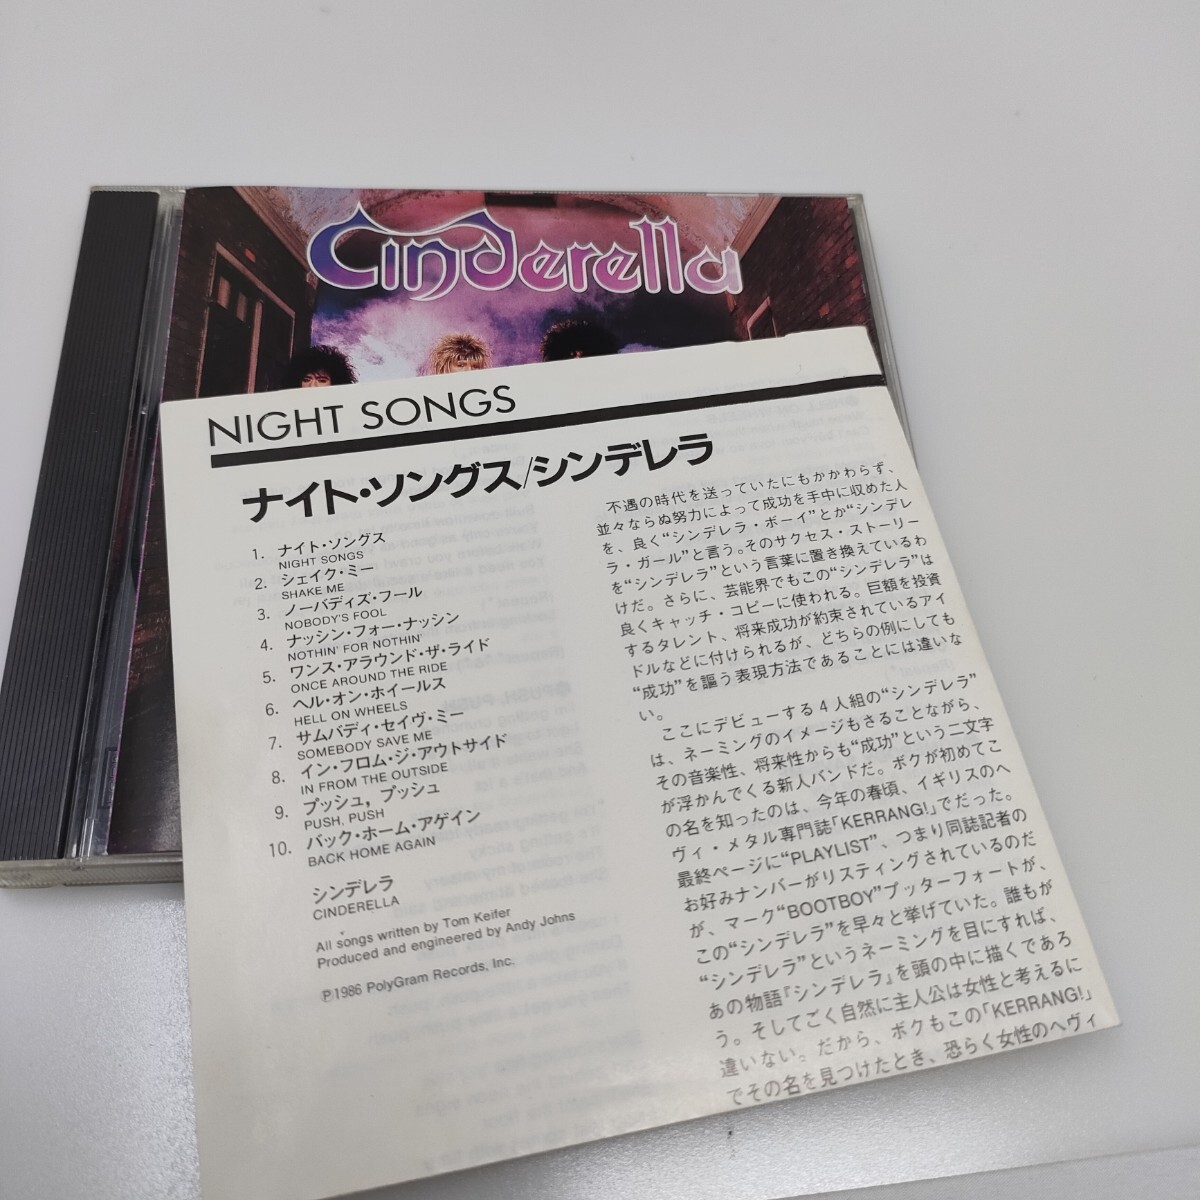 Cinderella
NIGHT SONGS
ナイト・ソングス/シンデレラ
1. ナイト・ソングス
NIGHT SONGS
2. シェイク・ミー
SHAKE ME
3. ノーバディズ・フール
NOBODY'S FOOL
4. ナッシン・フォー・ナッシン
NOTHIN' FOR NOTHIN'
5. ワンス・アラウンド・ザ・ライド
ONCE AROUND THE RIDE
6. ヘル・オン・ホイールス
HELL ON WHEELS
7. サムバディ・セイヴ・ミー
SOMEBODY SAVE ME
8. イン・フロム・ジ・アウトサイド
IN FROM THE OUTSIDE
9. プッシュ, プッシュ
PUSH, PUSH
10. バック・ホーム・アゲイン
BACK HOME AGAIN
シンデレラ
CINDERELLA
All songs written by Tom Keifer
Produced and engineered by Andy Johns
Ⓟ1986 PolyGram Records, Inc.
不遇の時代を送っていたにもかかわらず、
並々ならぬ努力によって成功を手中に収めた人
を、良く“シンデレラ・ボーイ”とか“シンデレ
ラ・ガール”と言う。そのサクセス・ストーリー
を“シンデレラ”という言葉に置き換えているわ
けだ。さらに、芸能界でもこの“シンデレラ”は
良くキャッチ・コピーに使われる。巨額を投資
するタレント、将来成功が約束されているアイ
ドルなどに付けられるが、どちらの例にしても
“成功”を謳う表現方法であることには違いな
い。
ここにデビューする4人組の“シンデレラ”
は、ネーミングのイメージもさることながら、
その音楽性、将来性からも“成功”という二文字
が浮かんでくる新人バンドだ。ボクが初めてこ
の名を知ったのは、今年の春頃、イギリスのヘ
ヴィ・メタル専門誌「KERRANG!」でだった。
最終ページに“PLAYLIST”、つまり同誌記者の
お好みナンバーがリスティングされているのだ
が、マーク“BOOTBOY”プッターフォートが、
この“シンデレラ”を早々と挙げていた。誰もが
“シンデレラ”というネーミングを目にすれば、
あの物語『シンデレラ』を頭の中に描くであろ
う。そしてごく自然に主人公は女性と考えるに
違いない。だから、ボクもこの「KERRANG!」
でその名を見つけたとき、恐らく女性のヘヴィ